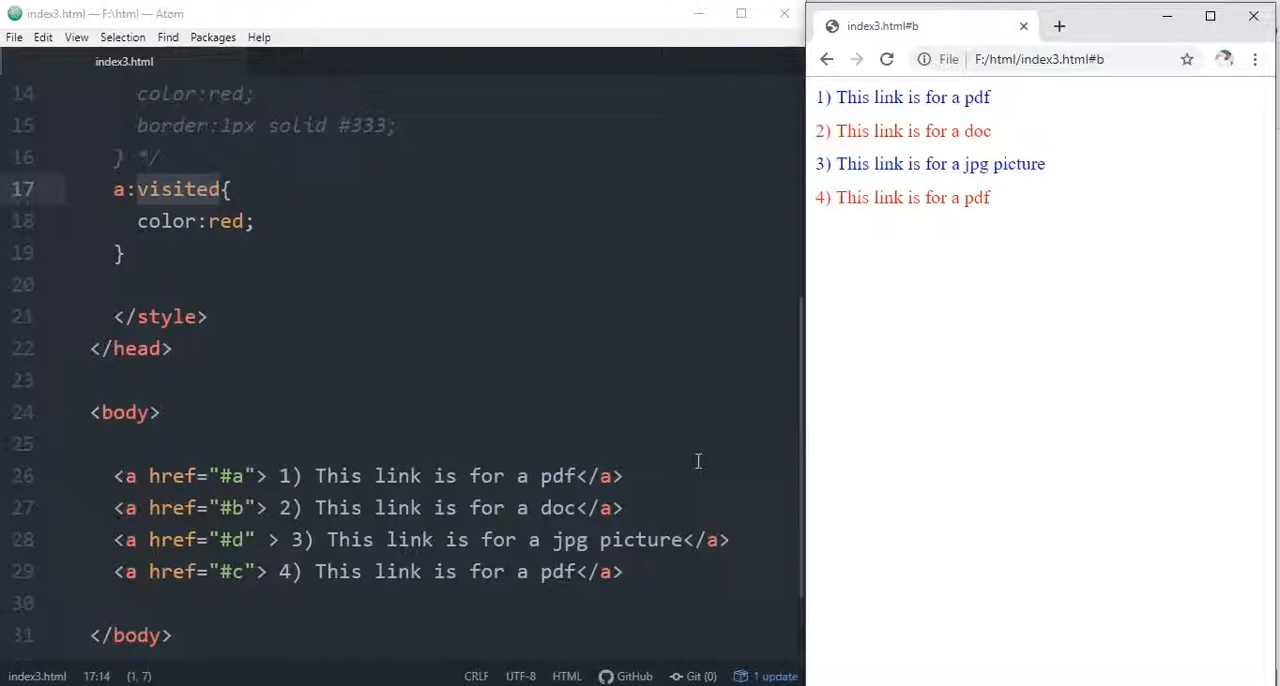 index3.html — F:\html — Atom
File Edit View Selection Find Packages Help
index3.html
14 color:red;
15 border:1px solid #333;
16 } */
17 a:visited{
18 color:red;
19 }
20
21 </style>
22 </head>
23
24 <body>
25
26 <a href="#a"> 1) This link is for a pdf</a>
27 <a href="#b"> 2) This link is for a doc</a>
28 <a href="#d" > 3) This link is for a jpg picture</a>
29 <a href="#c"> 4) This link is for a pdf</a>
30
31 </body>
index3.html 17:14 (1, 7) CRLF UTF-8 HTML GitHub Git (0) 1 update
index3.html#b
File F:/html/index3.html#b
1) This link is for a pdf
2) This link is for a doc
3) This link is for a jpg picture
4) This link is for a pdf